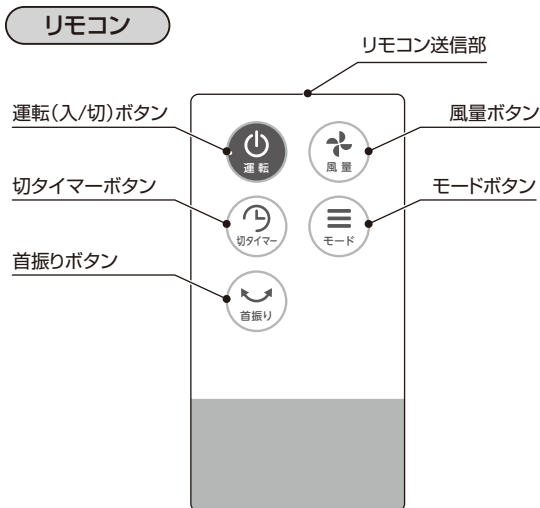 リモコン
リモコン送信部
運転(入/切)ボタン
風量ボタン
運転
風量
切タイマーボタン
モードボタン
切タイマー
モード
首振りボタン
首振り